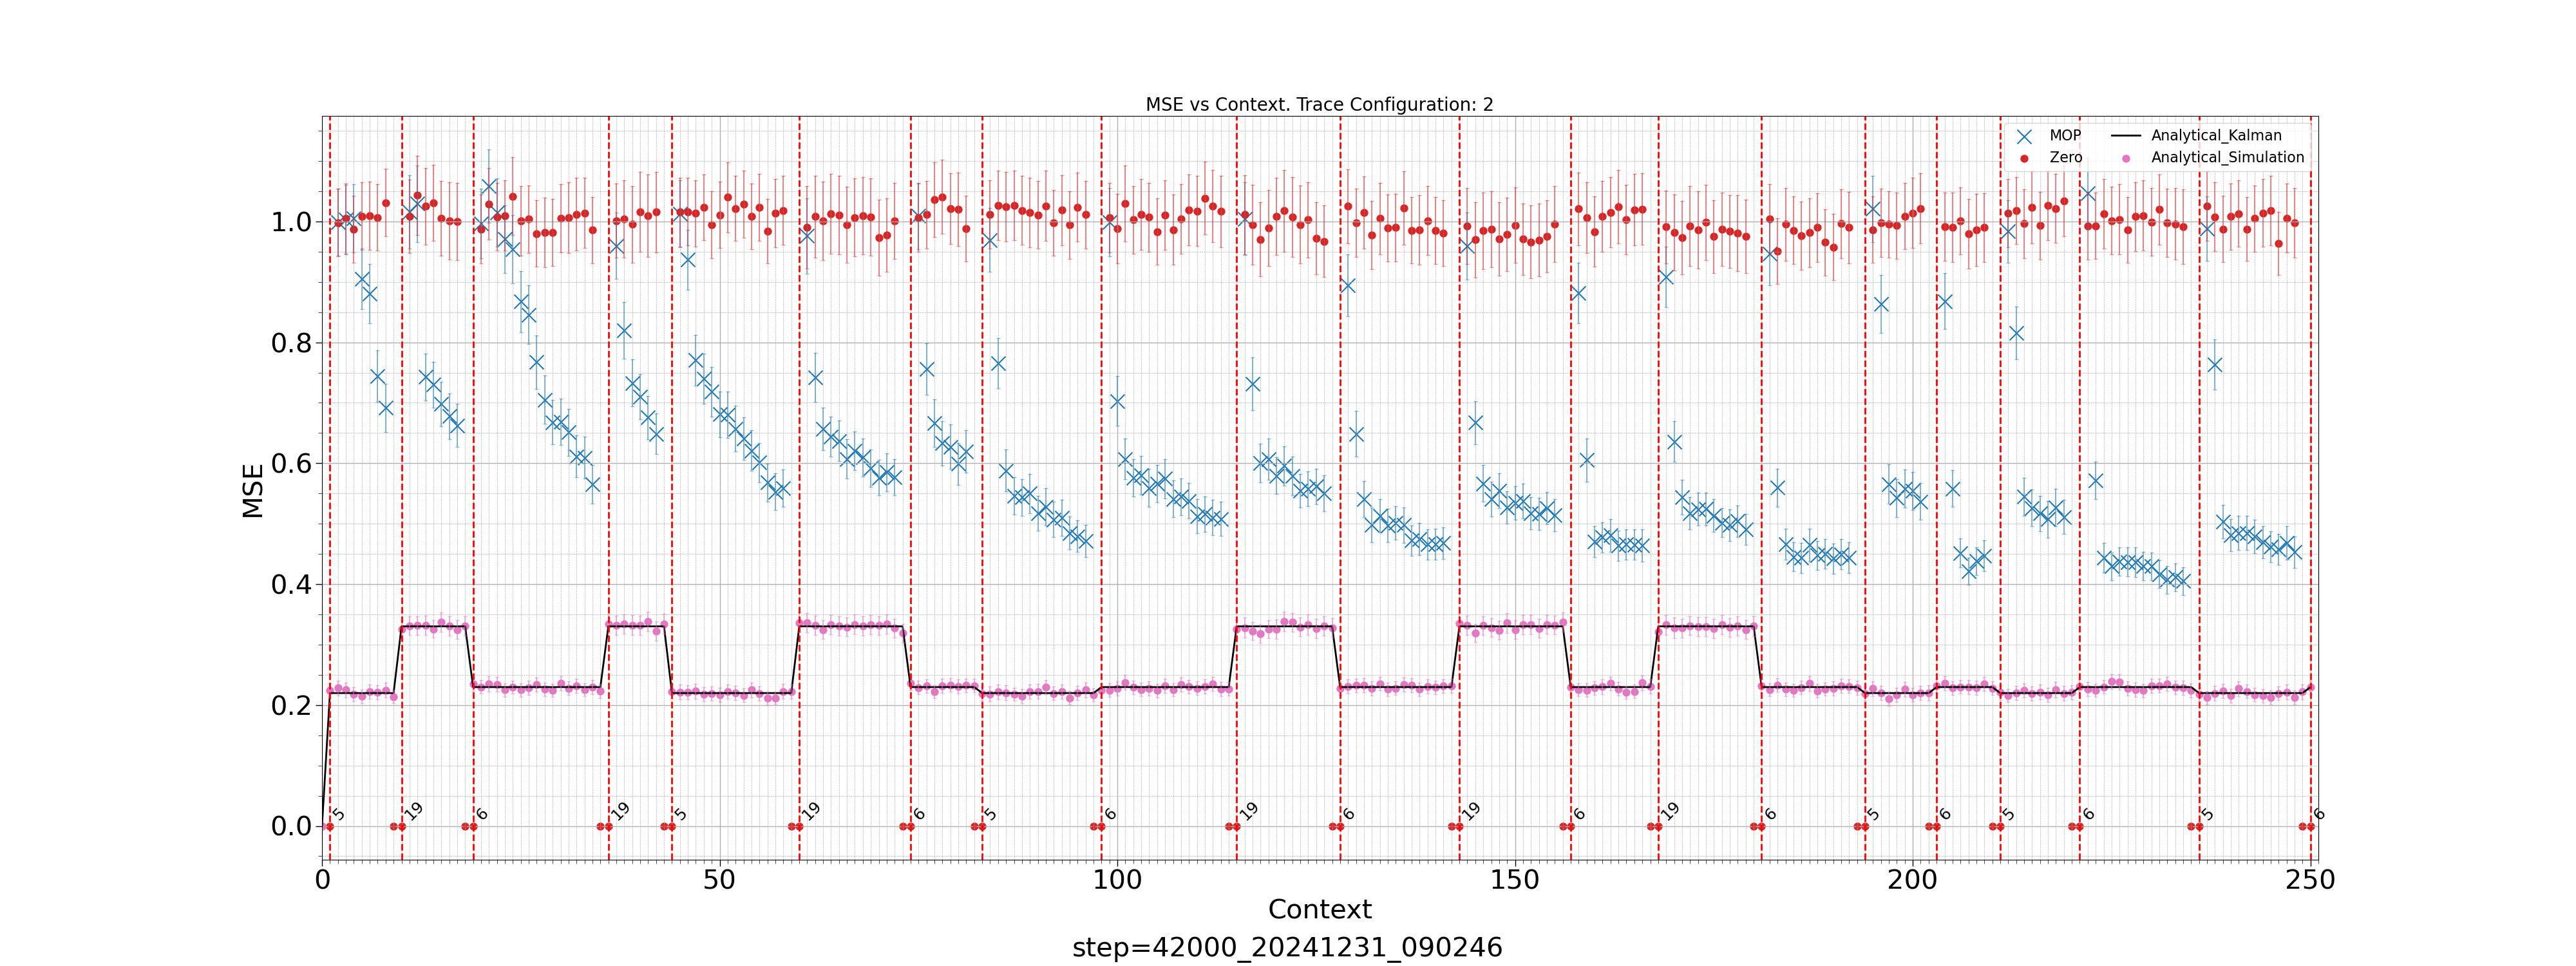 MSE vs Context. Trace Configuration: 2
MOP
Zero
Analytical_Kalman
Analytical_Simulation
MSE
1.0
0.8
0.6
0.4
0.2
0.0
5 19 6 19 5 19 6 5 6 19 6 19 6 19 6 5 6 5 6 5 6
0 50 100 150 200 250
Context
step=42000_20241231_090246